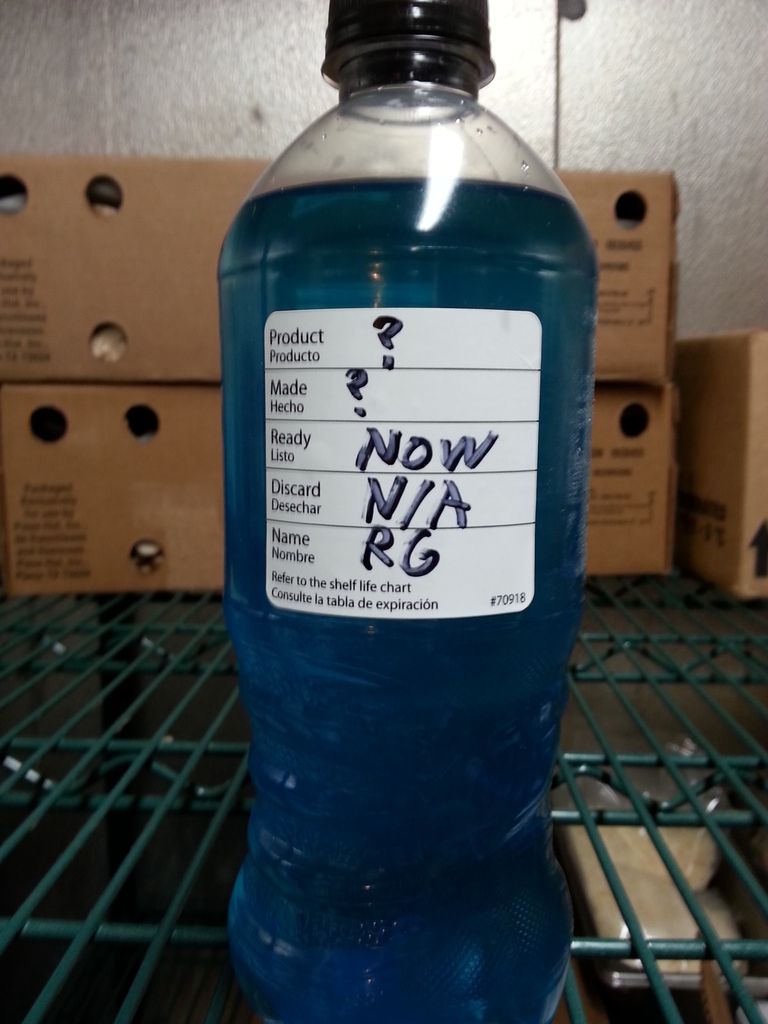 Product ?
Producto
Made ?
Hecho
Ready NOW
Listo
Discard N/A
Desechar
Name RG
Nombre
Refer to the shelf life chart
Consulte la tabla de expiración #70918